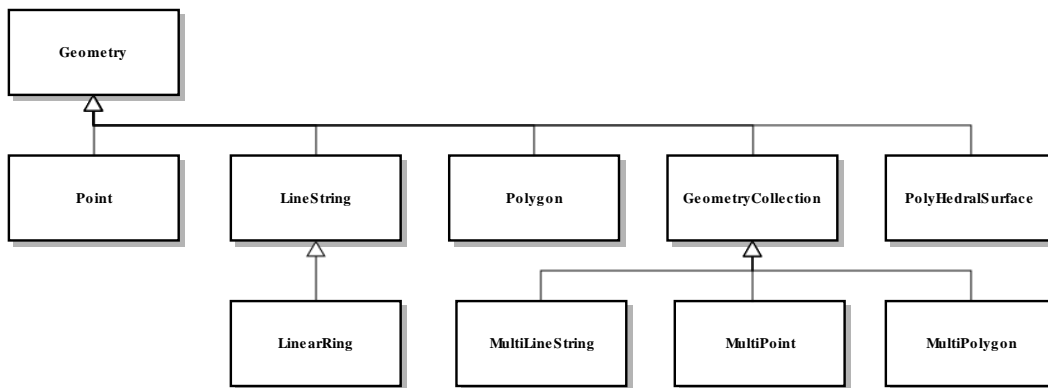 Geometry
Point
LineString
Polygon
GeometryCollection
PolyHedralSurface
LinearRing
MultiLineString
MultiPoint
MultiPolygon